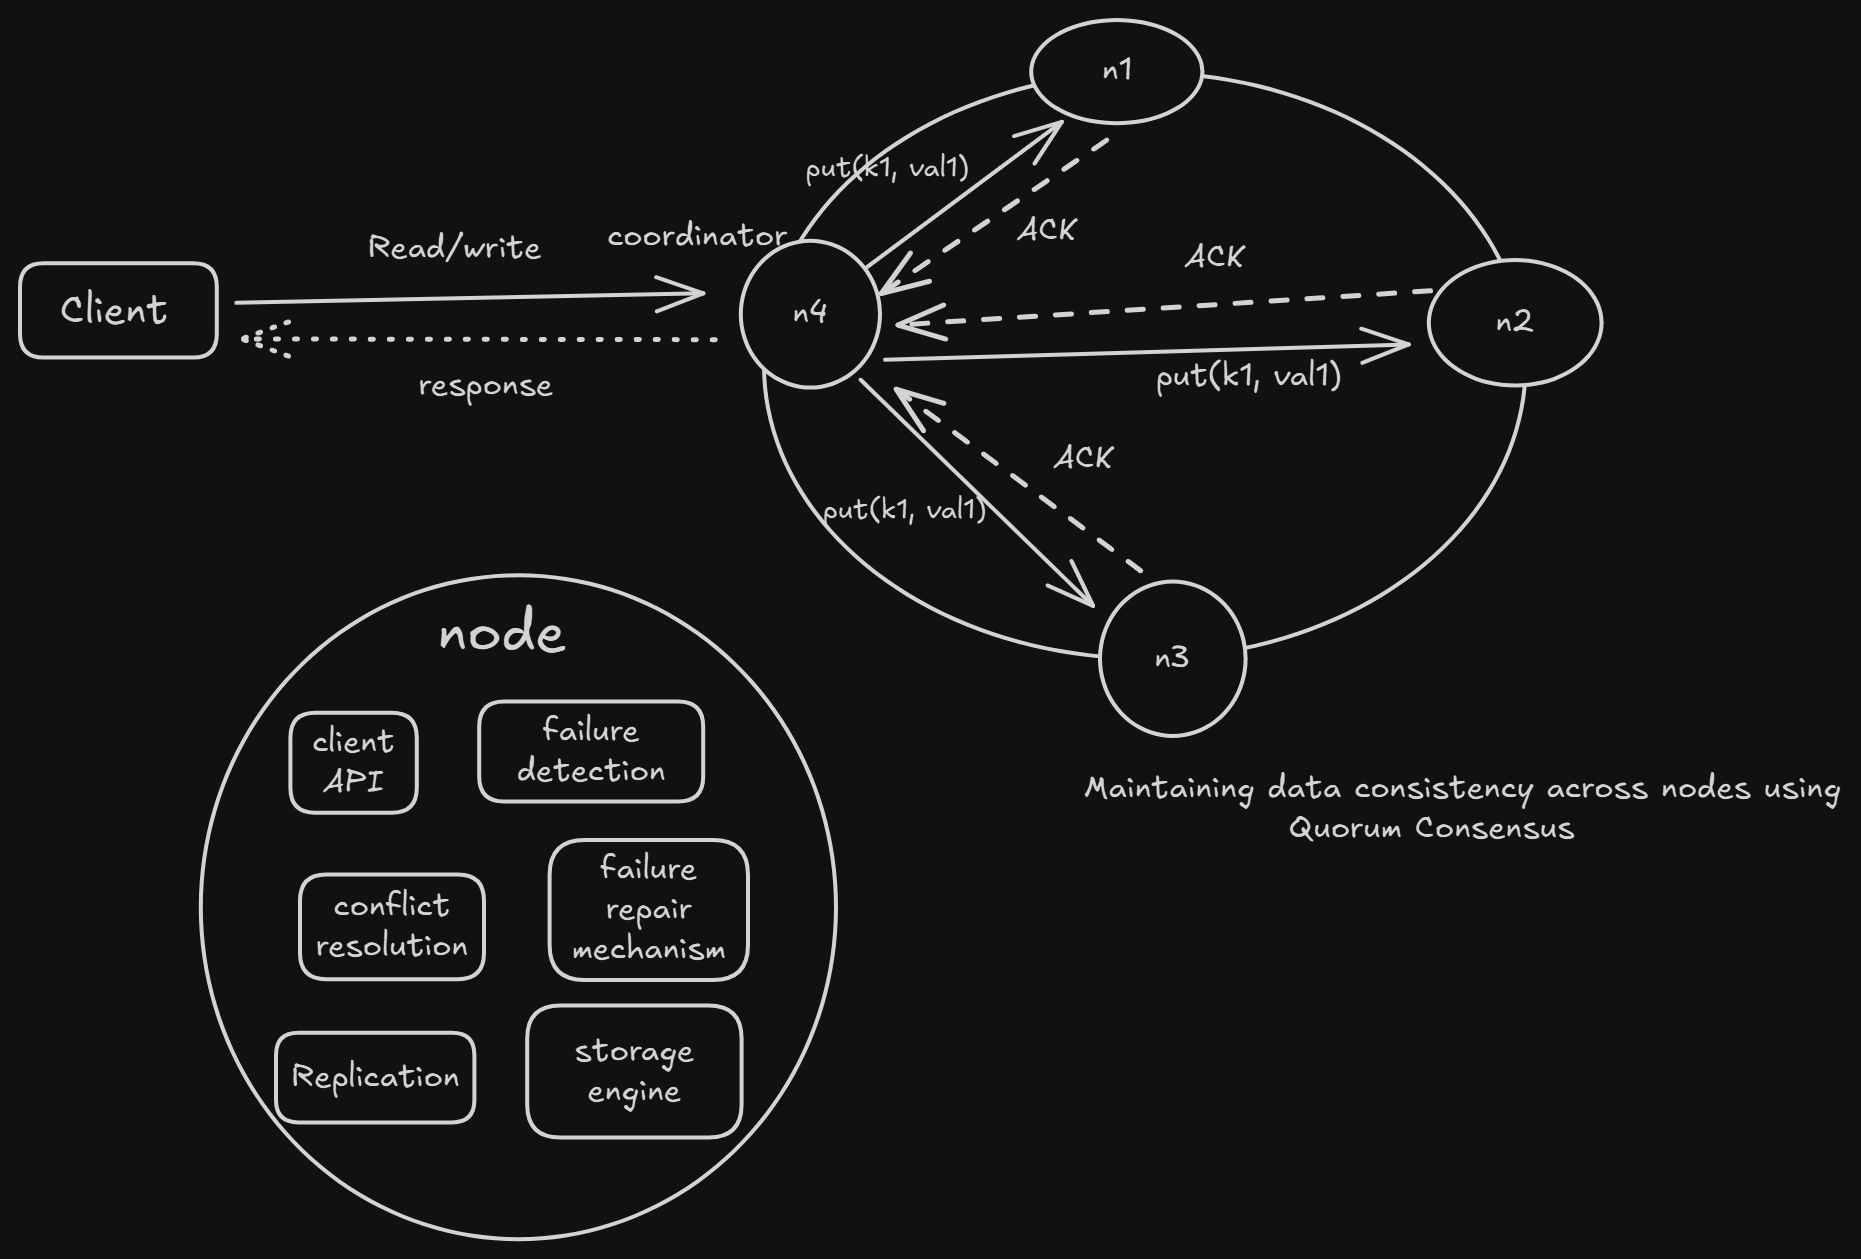 n1
put(k1, val1)
ACK
coordinator
Read/write
ACK
Client
n4
n2
put(k1, val1)
response
ACK
put(k1, val1)
n3
node
client
API
failure
detection
Maintaining data consistency across nodes using
Quorum Consensus
conflict
resolution
failure
repair
mechanism
Replication
storage
engine